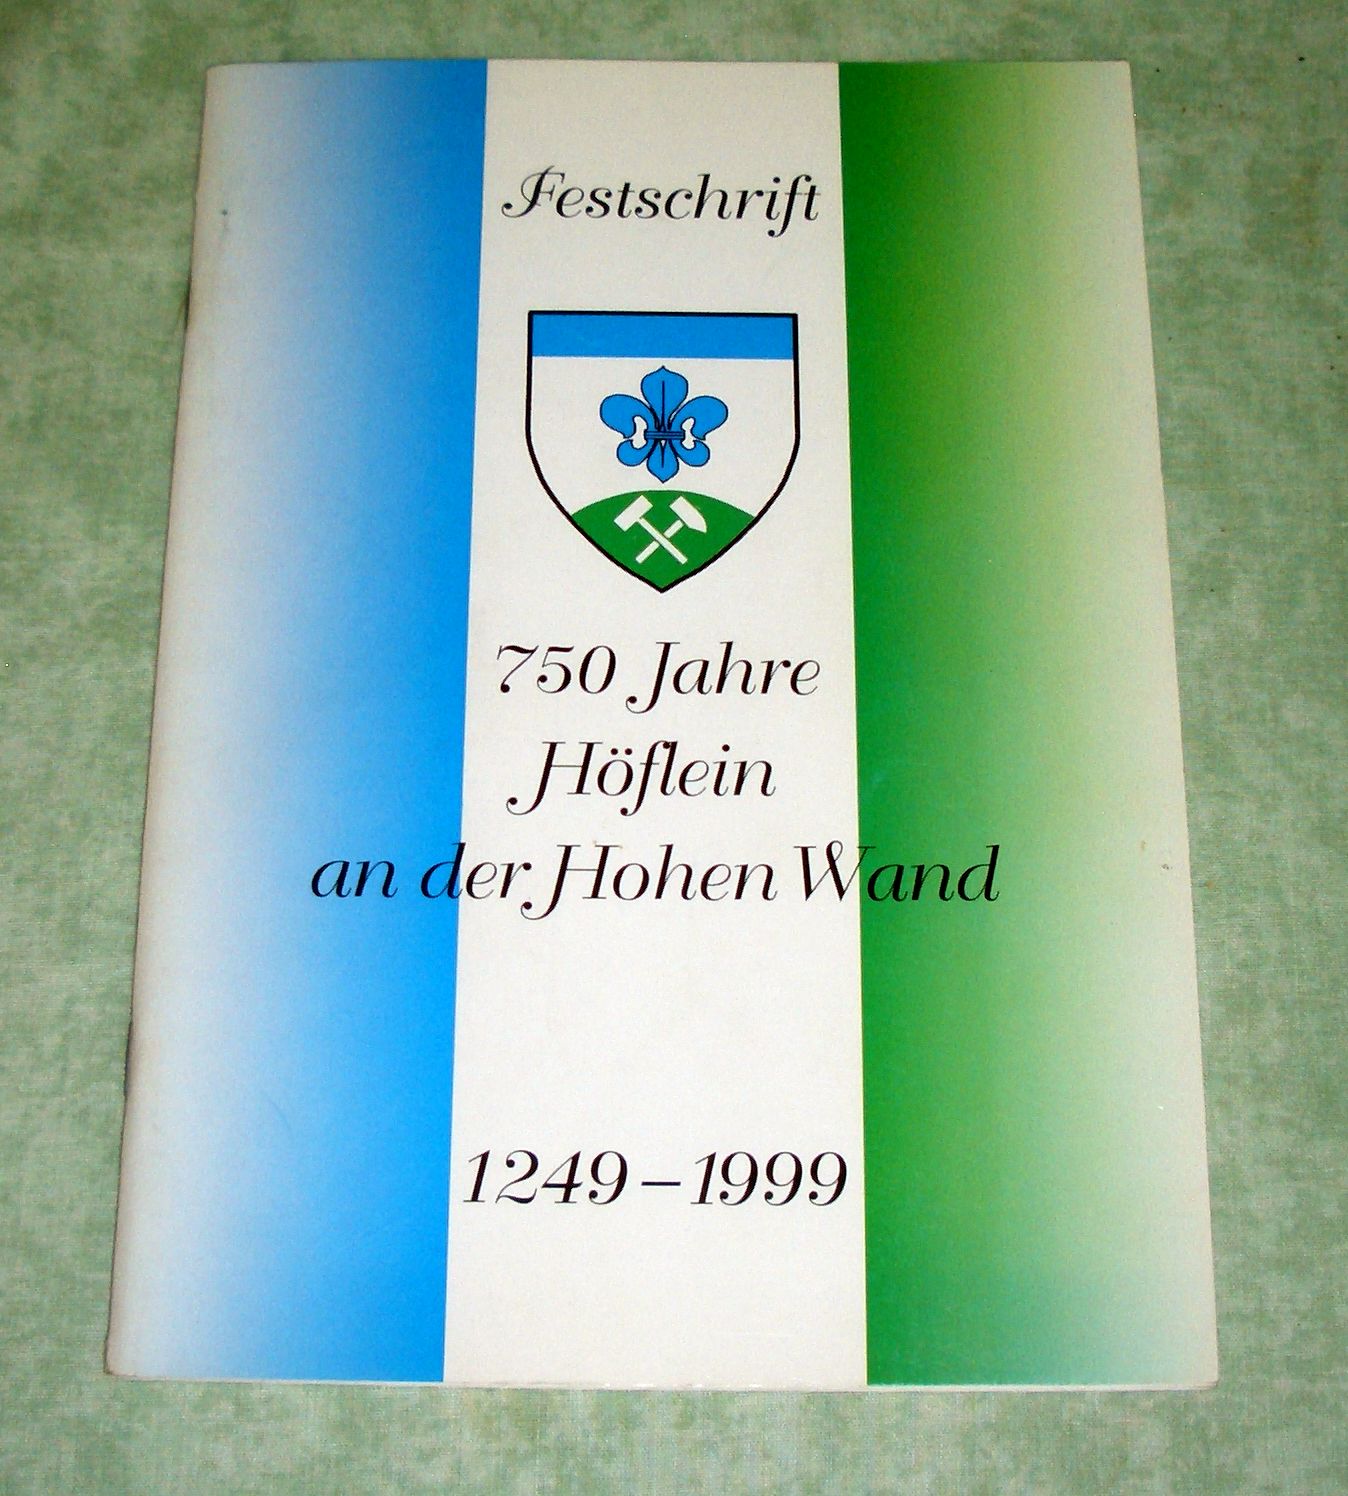 Festschrift
750 Jahre
Höflein
an der Hohen Wand
1249–1999